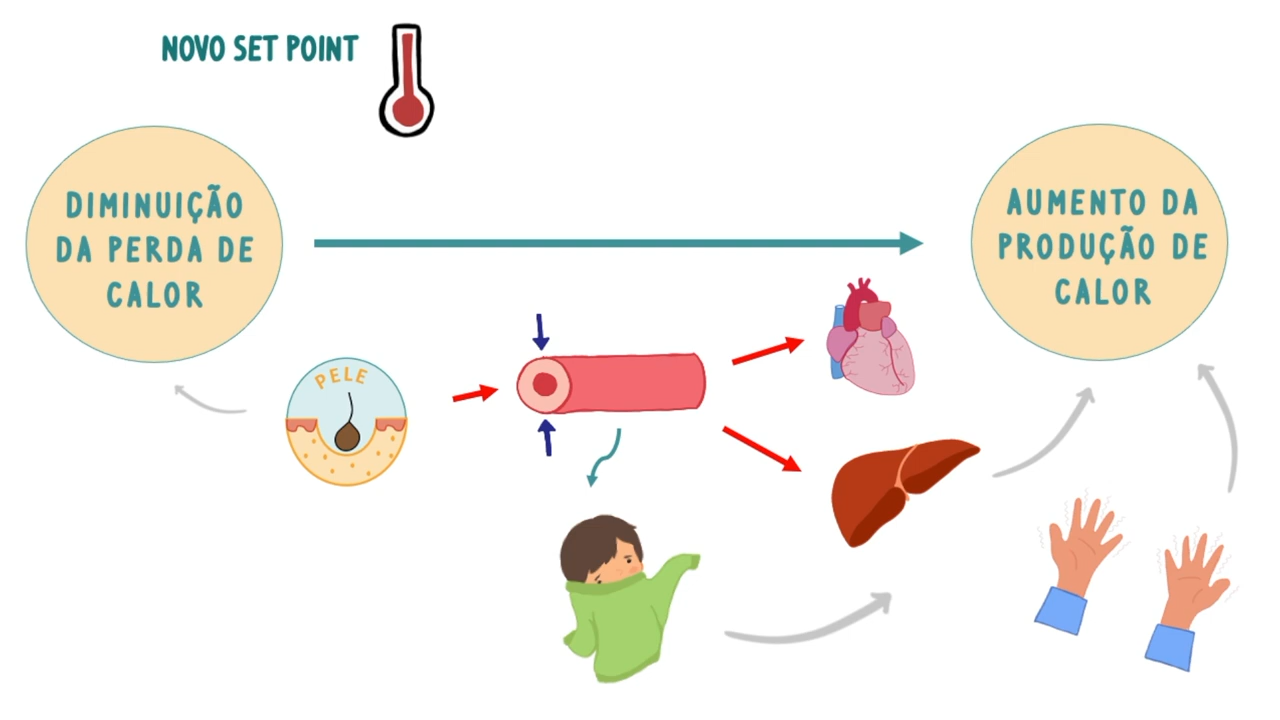 NOVO SET POINT
DIMINUIÇÃO
DA PERDA DE
CALOR
AUMENTO DA
PRODUÇÃO DE
CALOR
PELE